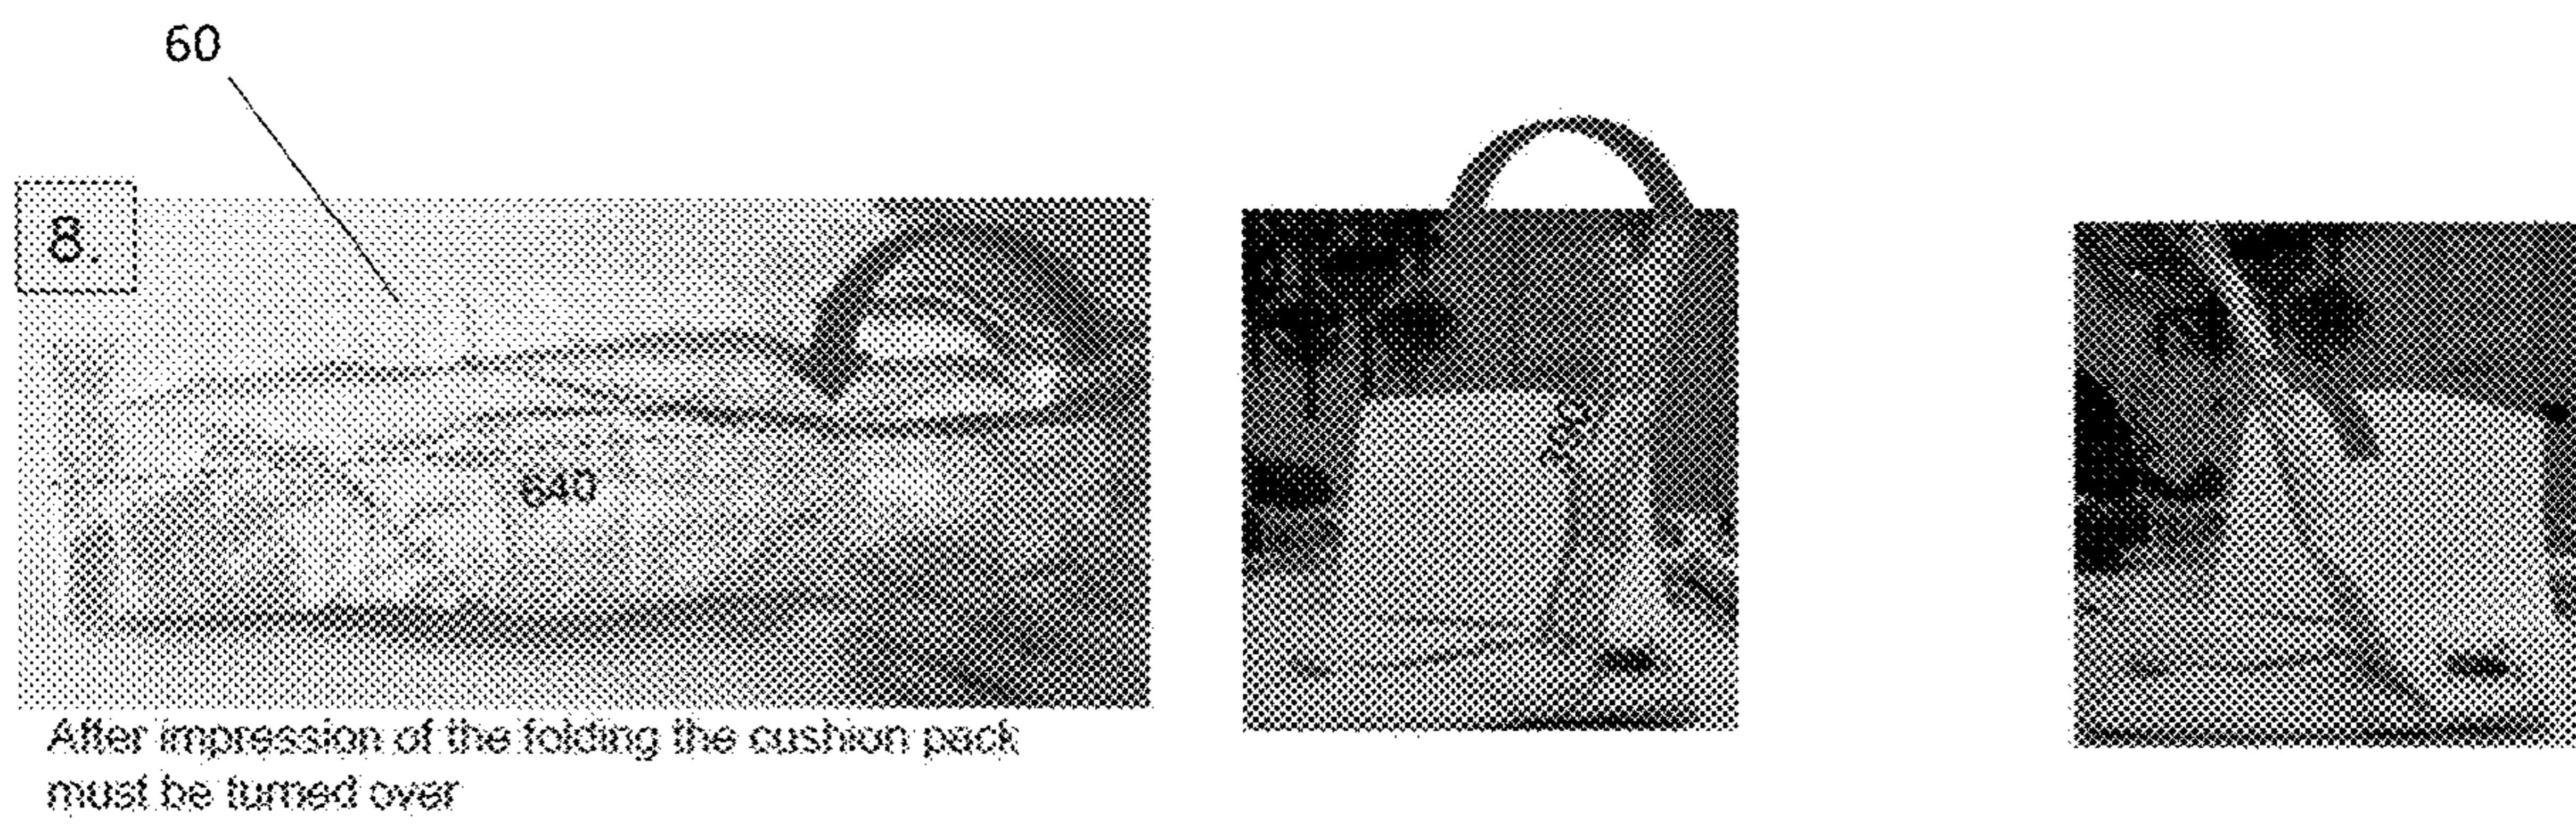 60
8.
640
After impression of the folding the cushion pack
must be turned over